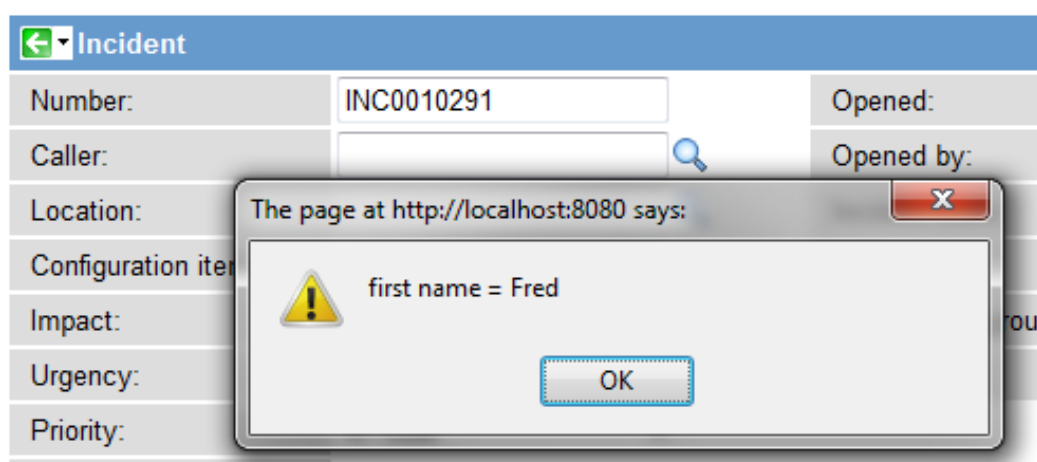 Incident
Number: INC0010291 Opened:
Caller: Opened by:
Location:
The page at http://localhost:8080 says:
Configuration
first name = Fred
Impact:
Urgency:
OK
Priority: